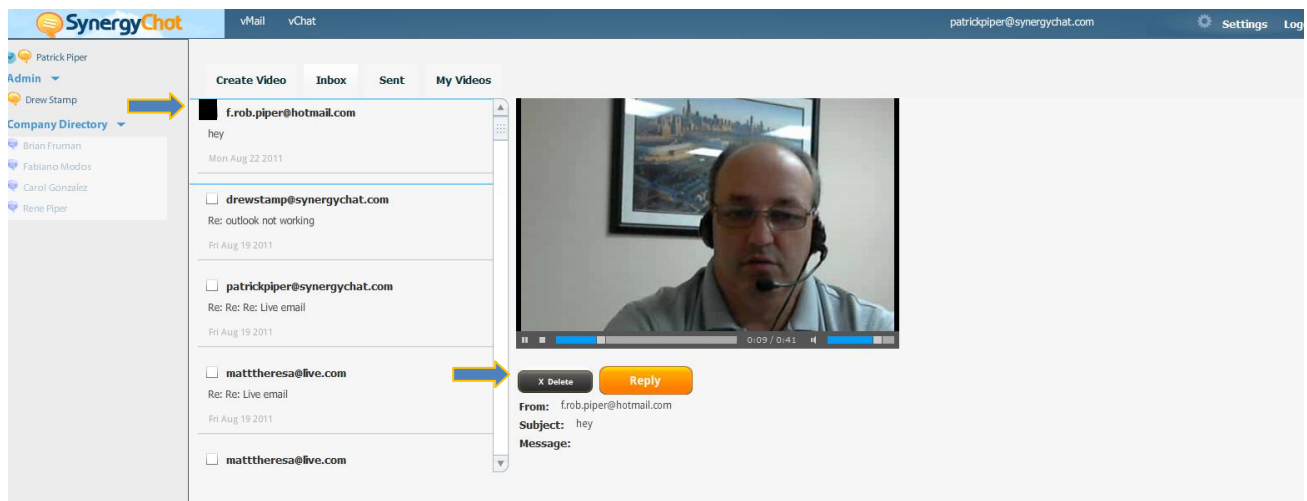 SynergyChat
vMail vChat
patrickpiper@synergychat.com
Settings
Patrick Piper
Admin
Drew Stamp
Company Directory
Brian Fruman
Fabiano Modos
Carol Gonzalez
Rene Piper
Create Video Inbox Sent My Videos
f.rob.piper@hotmail.com
hey
Mon Aug 22 2011
drewstamp@synergychat.com
Re: outlook not working
Fri Aug 19 2011
patrickpiper@synergychat.com
Re: Re: Re: Live email
Fri Aug 19 2011
matttheresa@live.com
Re: Re: Live email
Fri Aug 19 2011
matttheresa@live.com
0:09 / 0:41
X Delete Reply
From: f.rob.piper@hotmail.com
Subject: hey
Message: